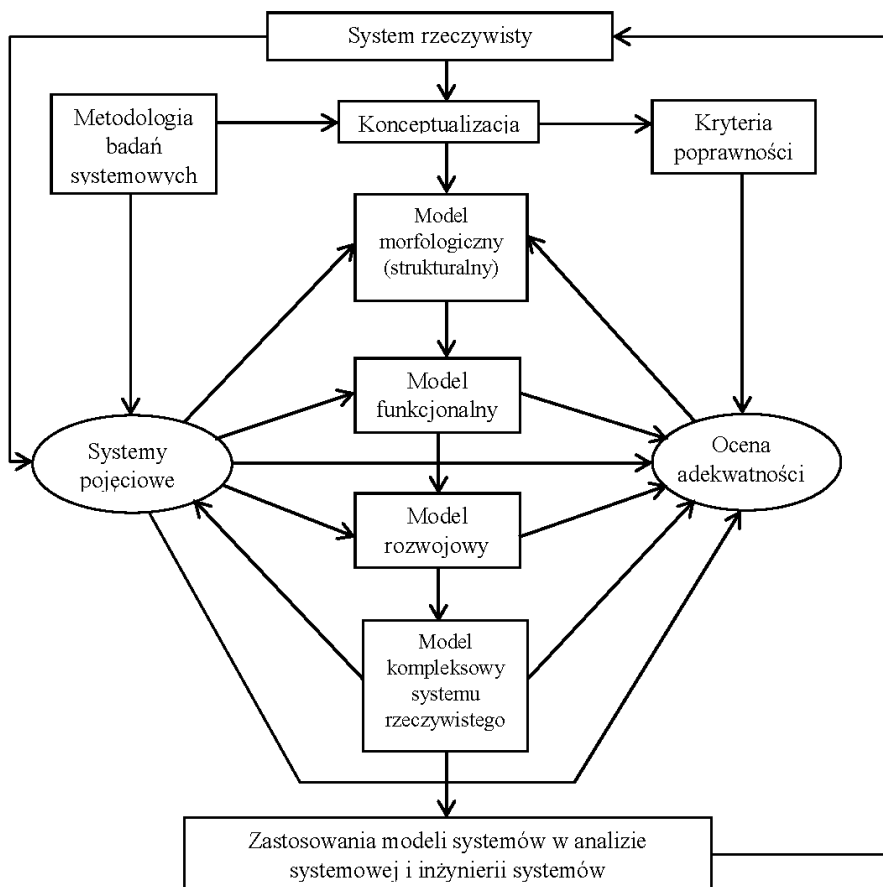 System rzeczywisty
Metodologia
badań
systemowych
Konceptualizacja
Kryteria
poprawności
Model
morfologiczny
(strukturalny)
Model
funkcjonalny
Systemy
pojęciowe
Ocena
adekwatności
Model
rozwojowy
Model
kompleksowy
systemu
rzeczywistego
Zastosowania modeli systemów w analizie
systemowej i inżynierii systemów